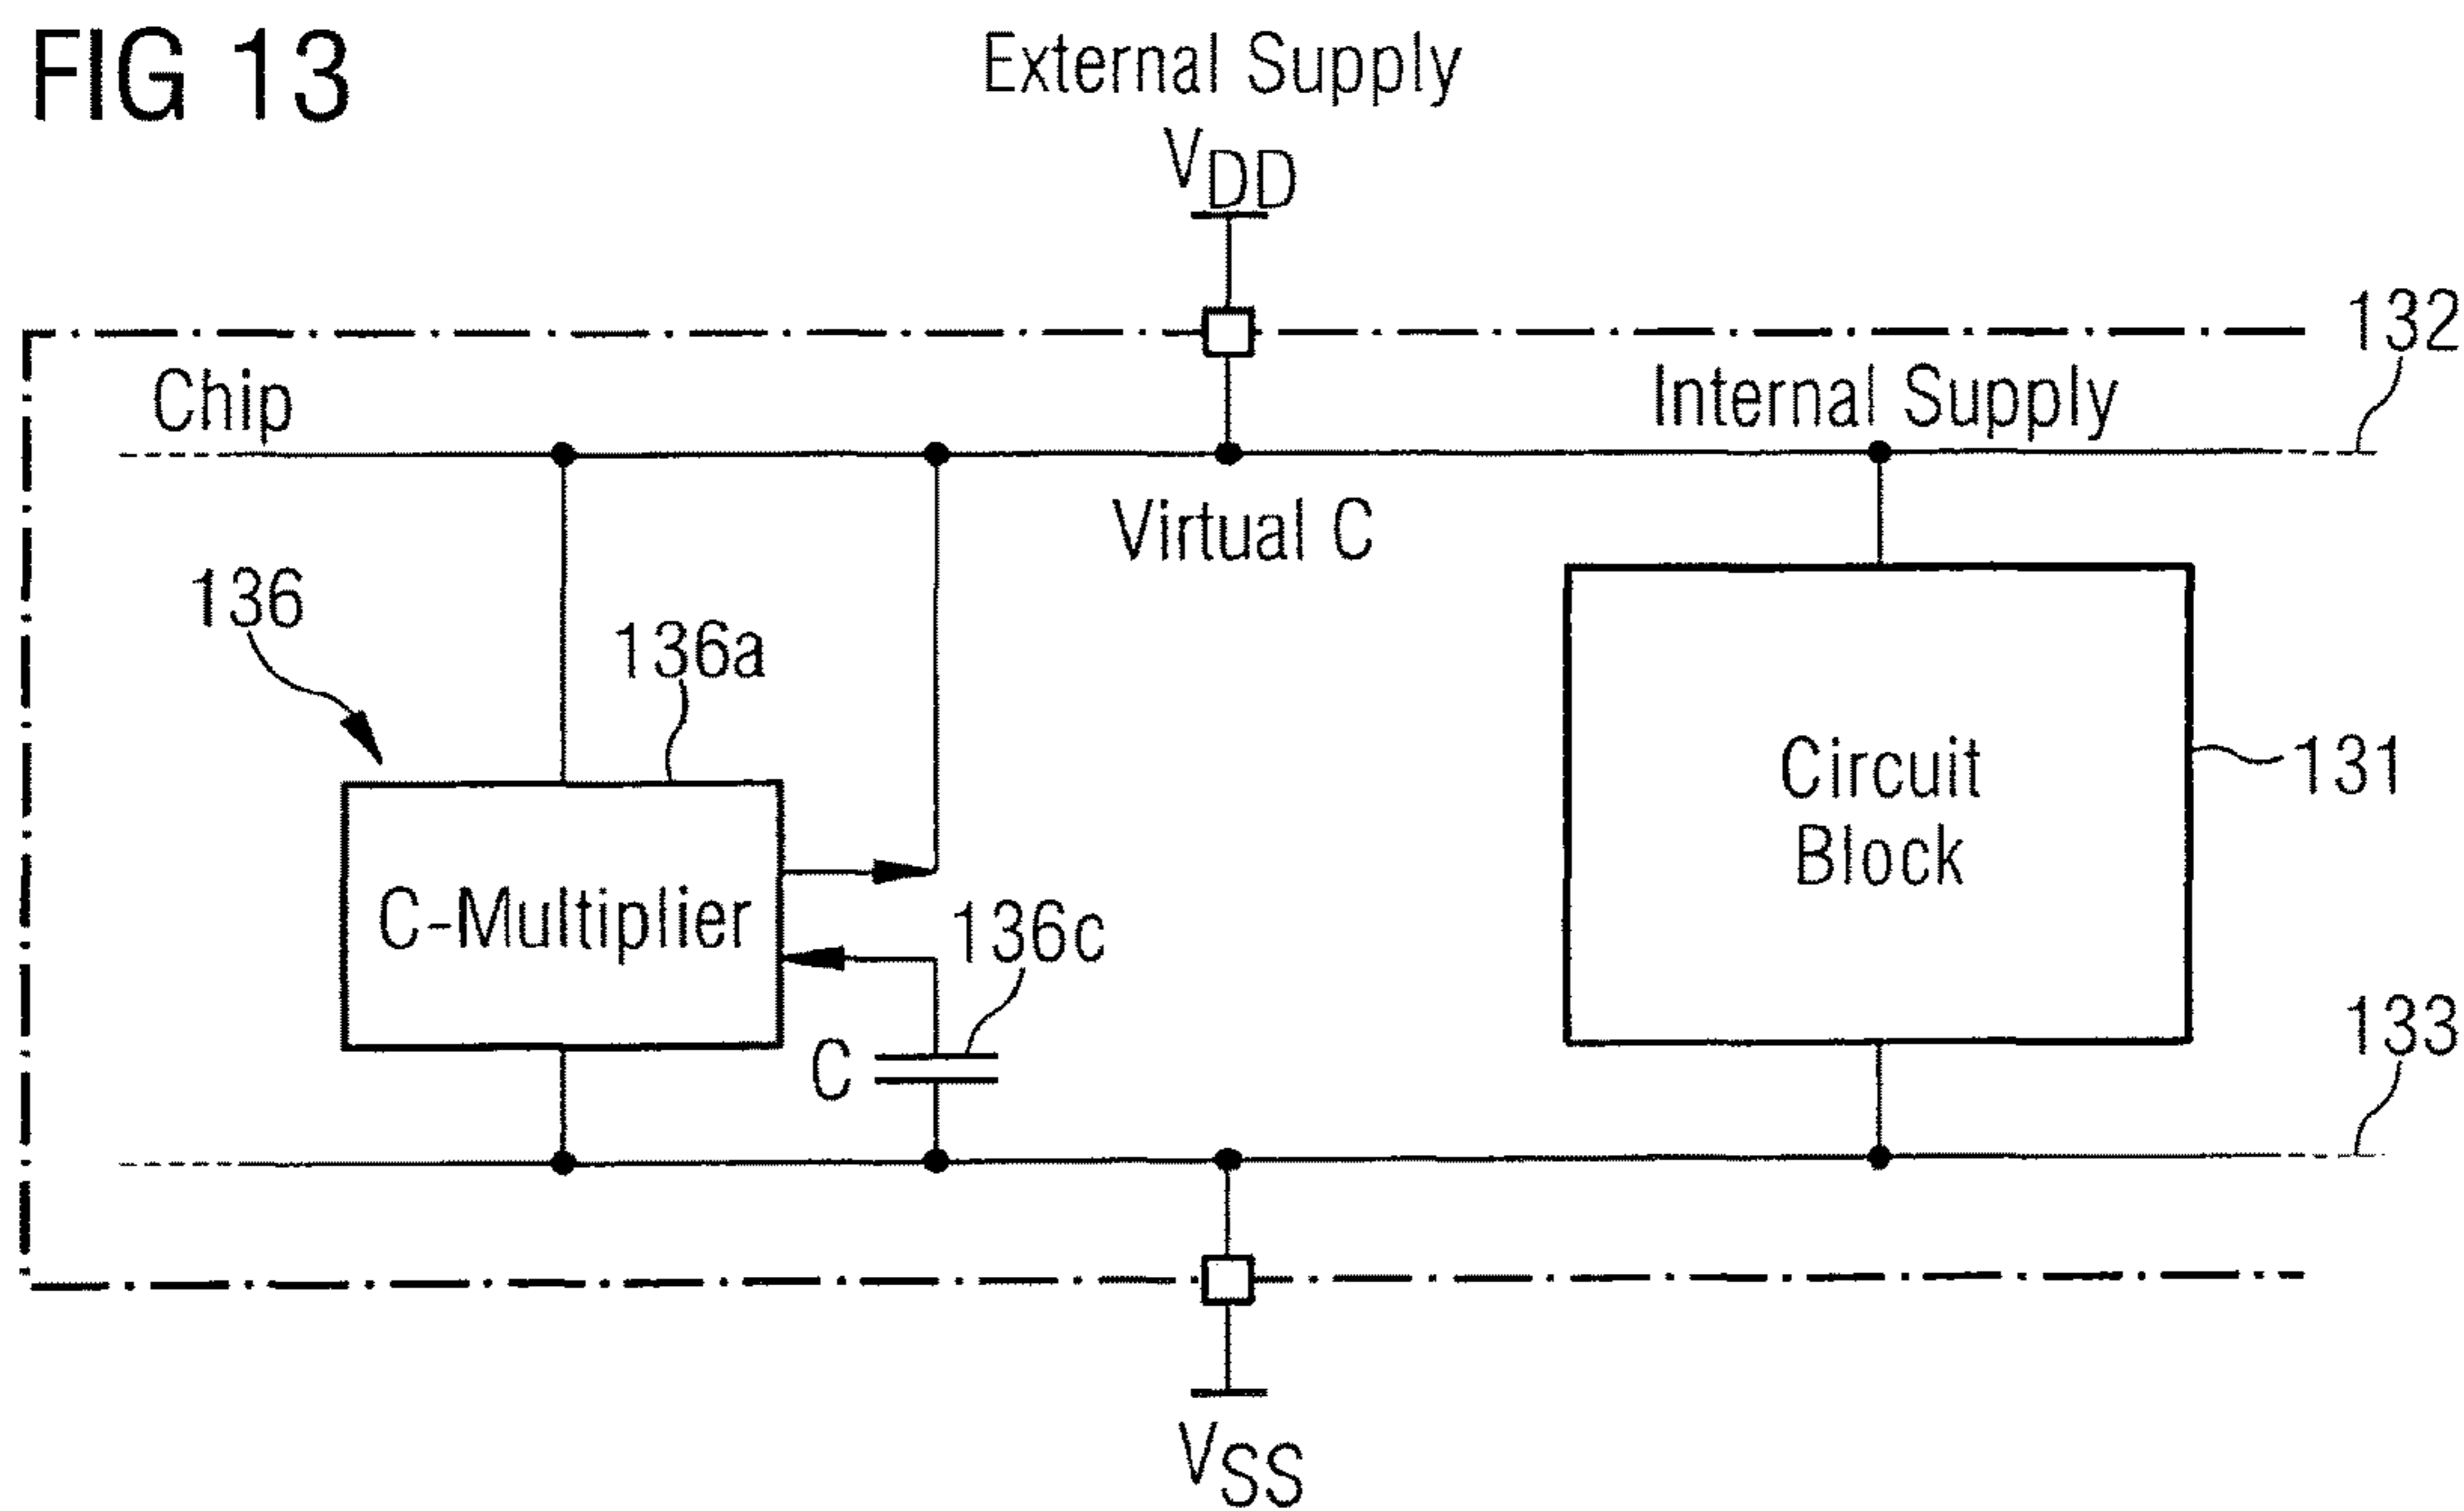 FIG 13
External Supply
VDD
132
Chip
Internal Supply
Virtual C
136
136a
Circuit
Block
131
C-Multiplier
136c
133
C
VSS